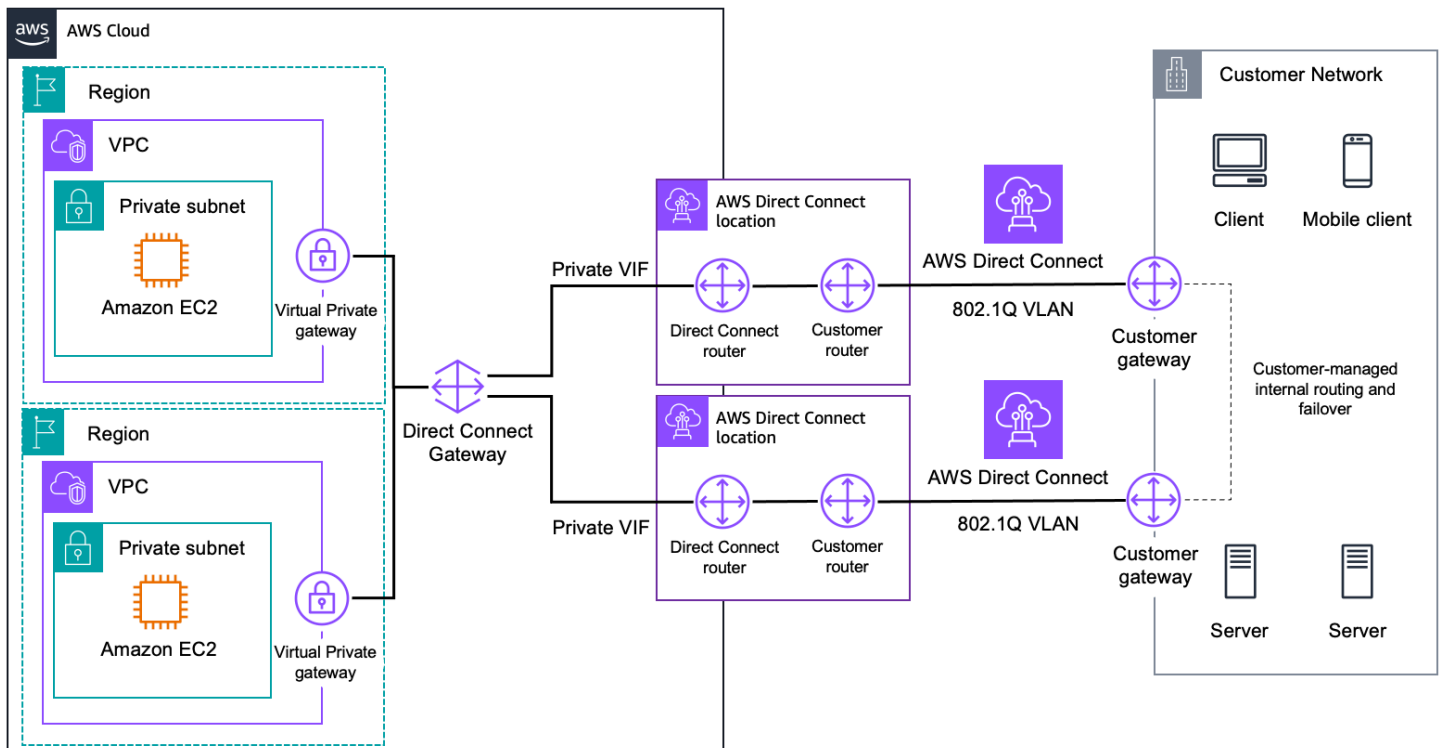 aws
AWS Cloud
Region
VPC
Private subnet
Amazon EC2
Virtual Private
gateway
Region
VPC
Private subnet
Amazon EC2
Virtual Private
gateway
Direct Connect
Gateway
Private VIF
Private VIF
AWS Direct Connect
location
Direct Connect
router
Customer
router
AWS Direct Connect
location
Direct Connect
router
Customer
router
AWS Direct Connect
802.1Q VLAN
AWS Direct Connect
802.1Q VLAN
Customer
gateway
Customer
gateway
Customer Network
Client
Mobile client
Customer-managed
internal routing and
failover
Server
Server